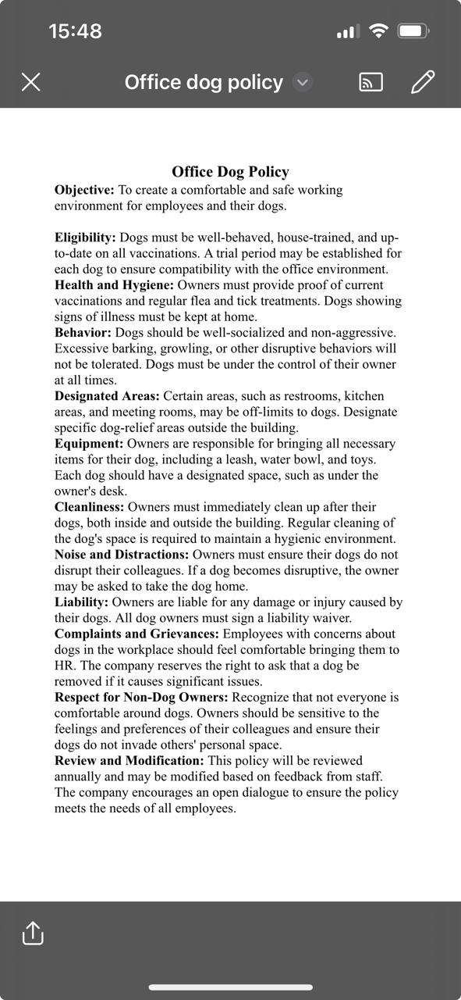 15:48
Office dog policy
Office Dog Policy
Objective: To create a comfortable and safe working
environment for employees and their dogs.
Eligibility: Dogs must be well-behaved, house-trained, and up-
to-date on all vaccinations. A trial period may be established for
each dog to ensure compatibility with the office environment.
Health and Hygiene: Owners must provide proof of current
vaccinations and regular flea and tick treatments. Dogs showing
signs of illness must be kept at home.
Behavior: Dogs should be well-socialized and non-aggressive.
Excessive barking, growling, or other disruptive behaviors will
not be tolerated. Dogs must be under the control of their owner
at all times.
Designated Areas: Certain areas, such as restrooms, kitchen
areas, and meeting rooms, may be off-limits to dogs. Designate
specific dog-relief areas outside the building.
Equipment: Owners are responsible for bringing all necessary
items for their dog, including a leash, water bowl, and toys.
Each dog should have a designated space, such as under the
owner's desk.
Cleanliness: Owners must immediately clean up after their
dogs, both inside and outside the building. Regular cleaning of
the dog's space is required to maintain a hygienic environment.
Noise and Distractions: Owners must ensure their dogs do not
disrupt their colleagues. If a dog becomes disruptive, the owner
may be asked to take the dog home.
Liability: Owners are liable for any damage or injury caused by
their dogs. All dog owners must sign a liability waiver.
Complaints and Grievances: Employees with concerns about
dogs in the workplace should feel comfortable bringing them to
HR. The company reserves the right to ask that a dog be
removed if it causes significant issues.
Respect for Non-Dog Owners: Recognize that not everyone is
comfortable around dogs. Owners should be sensitive to the
feelings and preferences of their colleagues and ensure their
dogs do not invade others' personal space.
Review and Modification: This policy will be reviewed
annually and may be modified based on feedback from staff.
The company encourages an open dialogue to ensure the policy
meets the needs of all employees.